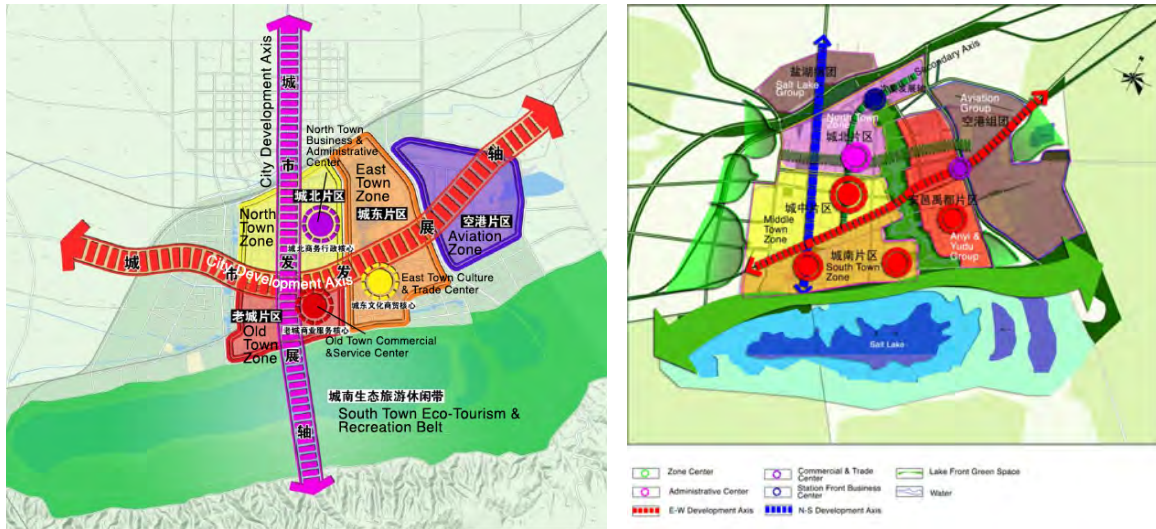 City Development Axis
城市发展轴
North Town
Business &
Administrative
Center
East
Town
Zone
城北片区
城东片区
North
Town
Zone
城北商务行政核心
空港片区
Aviation
Zone
城市发展轴
City Development Axis
East Town Culture
& Trade Center
城东文化商贸核心
老城片区
Old
Town
Zone
老城商业服务核心
Old Town Commercial
&Service Center
城南生态旅游休闲带
South Town Eco-Tourism &
Recreation Belt
盐湖组团
Salt Lake
Group
Secondary Axis
Aviation
Group
空港组团
North Town
Zone
城北片区
城中片区
Middle Town
Zone
安邑禹都片区
Anyi &
Yudu
Group
城南片区
South Town
Zone
Salt Lake
Zone Center
Commercial & Trade
Center
Lake Front Green Space
Administrative Center
Station Front Business
Center
Water
E-W Development Axis
N-S Development Axis